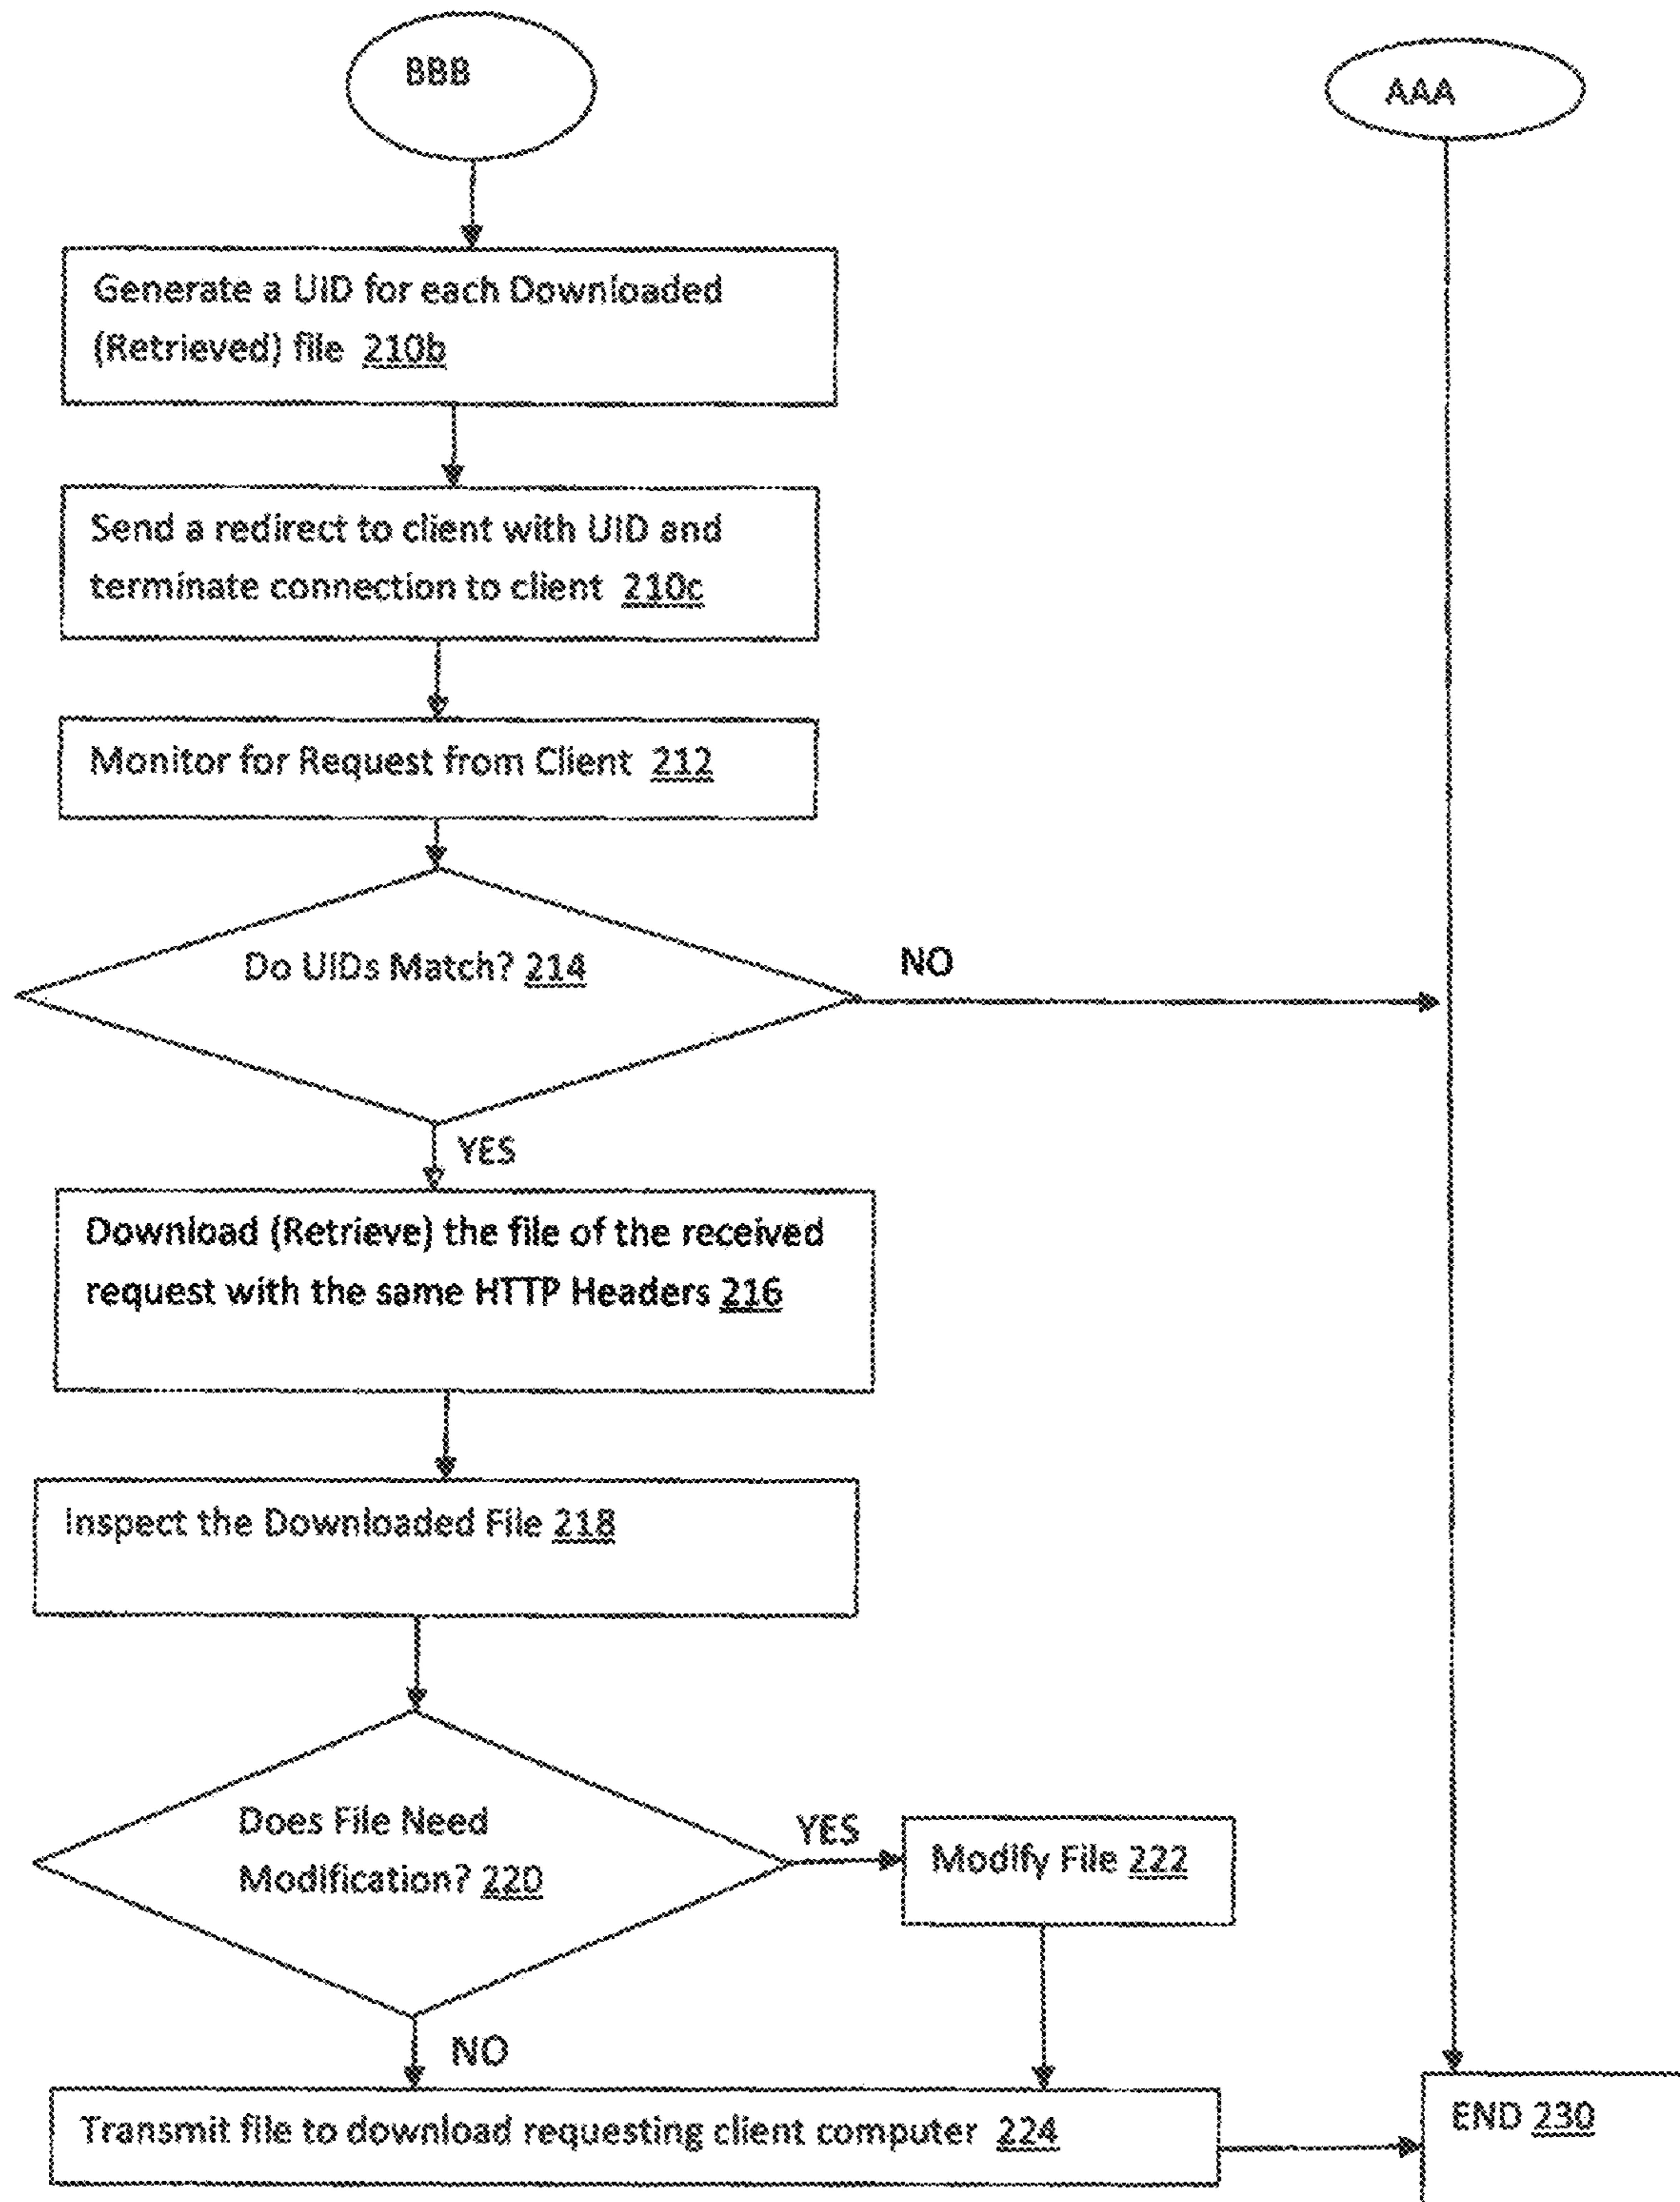 BBB
AAA
Generate a UID for each Downloaded
(Retrieved) file 210b
Send a redirect to client with UID and
terminate connection to client 210c
Monitor for Request from Client 212
Do UIDs Match? 214
NO
YES
Download (Retrieve) the file of the received
request with the same HTTP Headers 216
Inspect the Downloaded File 218
Does File Need
Modification? 220
YES
Modify File 222
NO
Transmit file to download requesting client computer 224
END 230